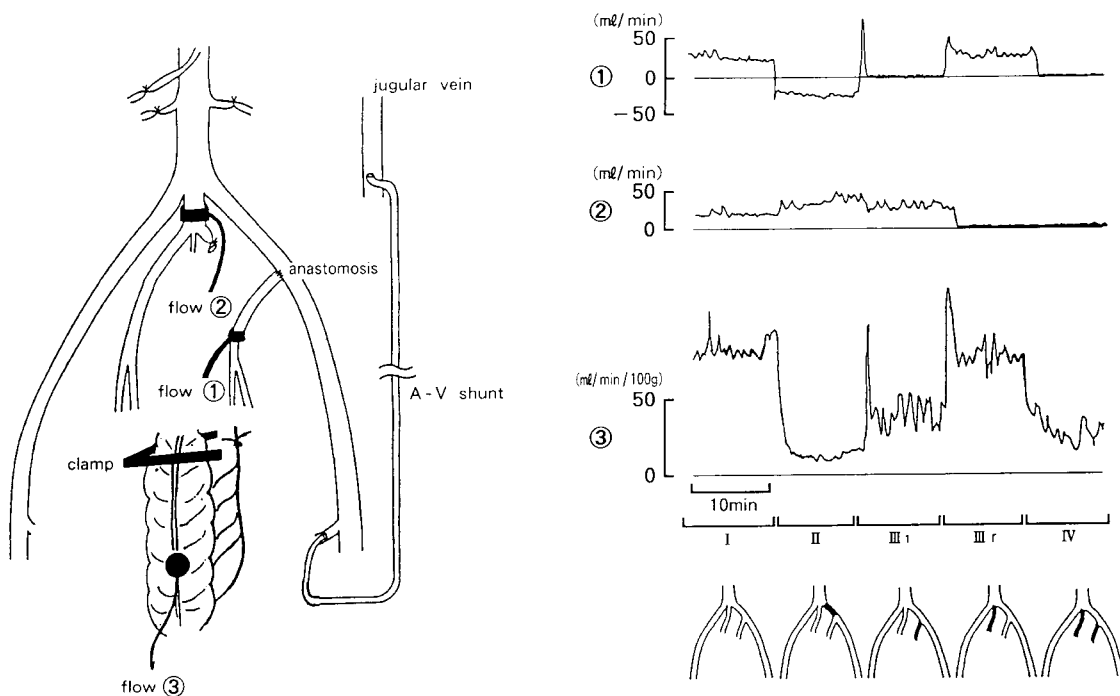 jugular vein
anastomosis
flow ②
flow ①
A-V shunt
clamp
flow ③
(mℓ/min)
50
①
0
-50
(mℓ/min)
50
②
0
(mℓ/min/100g)
50
③
0
10min
I
II
III l
III r
IV